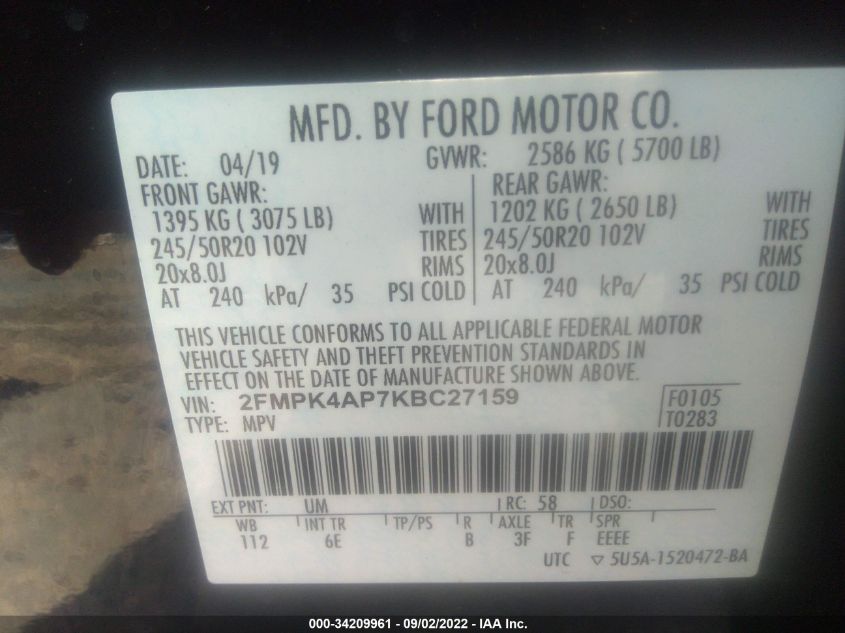 MFD. BY FORD MOTOR CO.
DATE: 04/19 GVWR: 2586 KG ( 5700 LB)
FRONT GAWR: REAR GAWR:
1395 KG ( 3075 LB) WITH 1202 KG ( 2650 LB) WITH
245/50R20 102V TIRES 245/50R20 102V TIRES
20x8.0J RIMS 20x8.0J RIMS
AT 240 kPa/ 35 PSI COLD AT 240 kPa/ 35 PSI COLD
THIS VEHICLE CONFORMS TO ALL APPLICABLE FEDERAL MOTOR
VEHICLE SAFETY AND THEFT PREVENTION STANDARDS IN
EFFECT ON THE DATE OF MANUFACTURE SHOWN ABOVE.
VIN: 2FMPK4AP7KBC27159 F0105
TYPE: MPV T0283
EXT PNT: UM RC: 58 DSO:
WB INT TR TP/PS R AXLE TR SPR
112 6E B 3F F EEEE
UTC ▽ 5U5A-1520472-BA
000-34209961 - 09/02/2022 - IAA Inc.